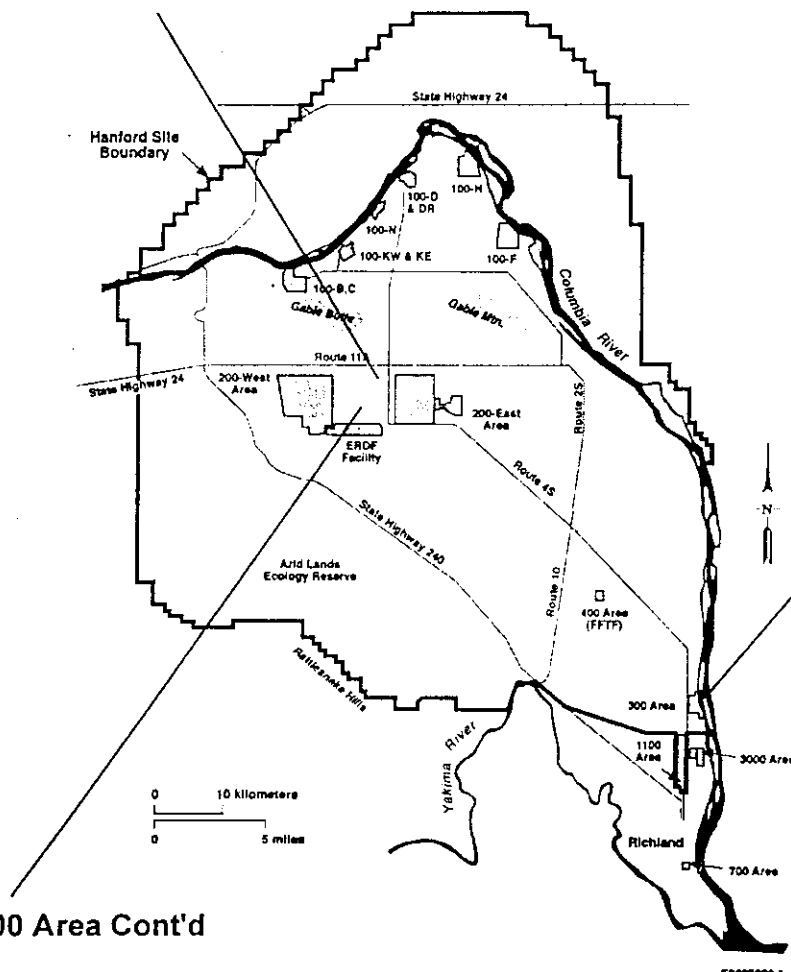 State Highway 24
Hanford Site
Boundary
100-H
100-D
& DR
100-N
100-F
100-KW & KE
100-B,C
Columbia
River
Gable Butte
Gable Mtn.
Route 11A
State Highway 24
200-West
Area
200-East
Area
Route 2S
ERDF
Facility
Route 4S
N
State Highway 240
Arid Lands
Ecology Reserve
Route 10
400 Area
(FFTF)
Rattlesnake Hills
300 Area
1100
Area
3000 Area
Yakima River
0 10 kilometers
0 5 miles
Richland
700 Area
00 Area Cont'd